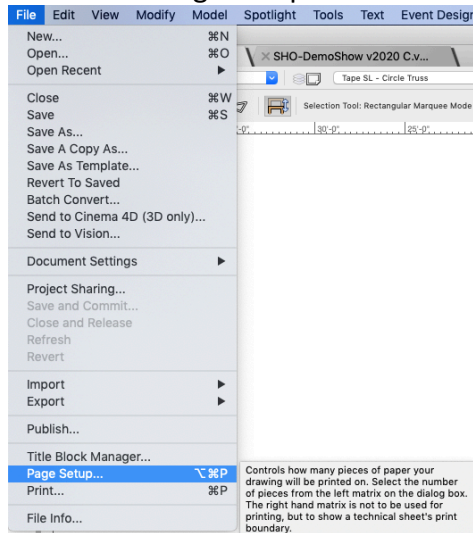 File Edit View Modify Model Spotlight Tools Text Event Design
New... ⌘N
Open... ⌘O
Open Recent ▶
Close ⌘W
Save ⌘S
Save As...
Save A Copy As...
Save As Template...
Revert To Saved
Batch Convert...
Send to Cinema 4D (3D only)...
Send to Vision...
Document Settings ▶
Project Sharing...
Save and Commit...
Close and Release
Refresh
Revert
Import ▶
Export ▶
Publish...
Title Block Manager...
Page Setup... ⌥⌘P
Print... ⌘P
File Info...
× SHO-DemoShow v2020 C.v...
Tape SL - Circle Truss
Selection Tool: Rectangular Marquee Mode
30'-0" 25'-0"
Controls how many pieces of paper your
drawing will be printed on. Select the number
of pieces from the left matrix on the dialog box.
The right hand matrix is not to be used for
printing, but to show a technical sheet's print
boundary.